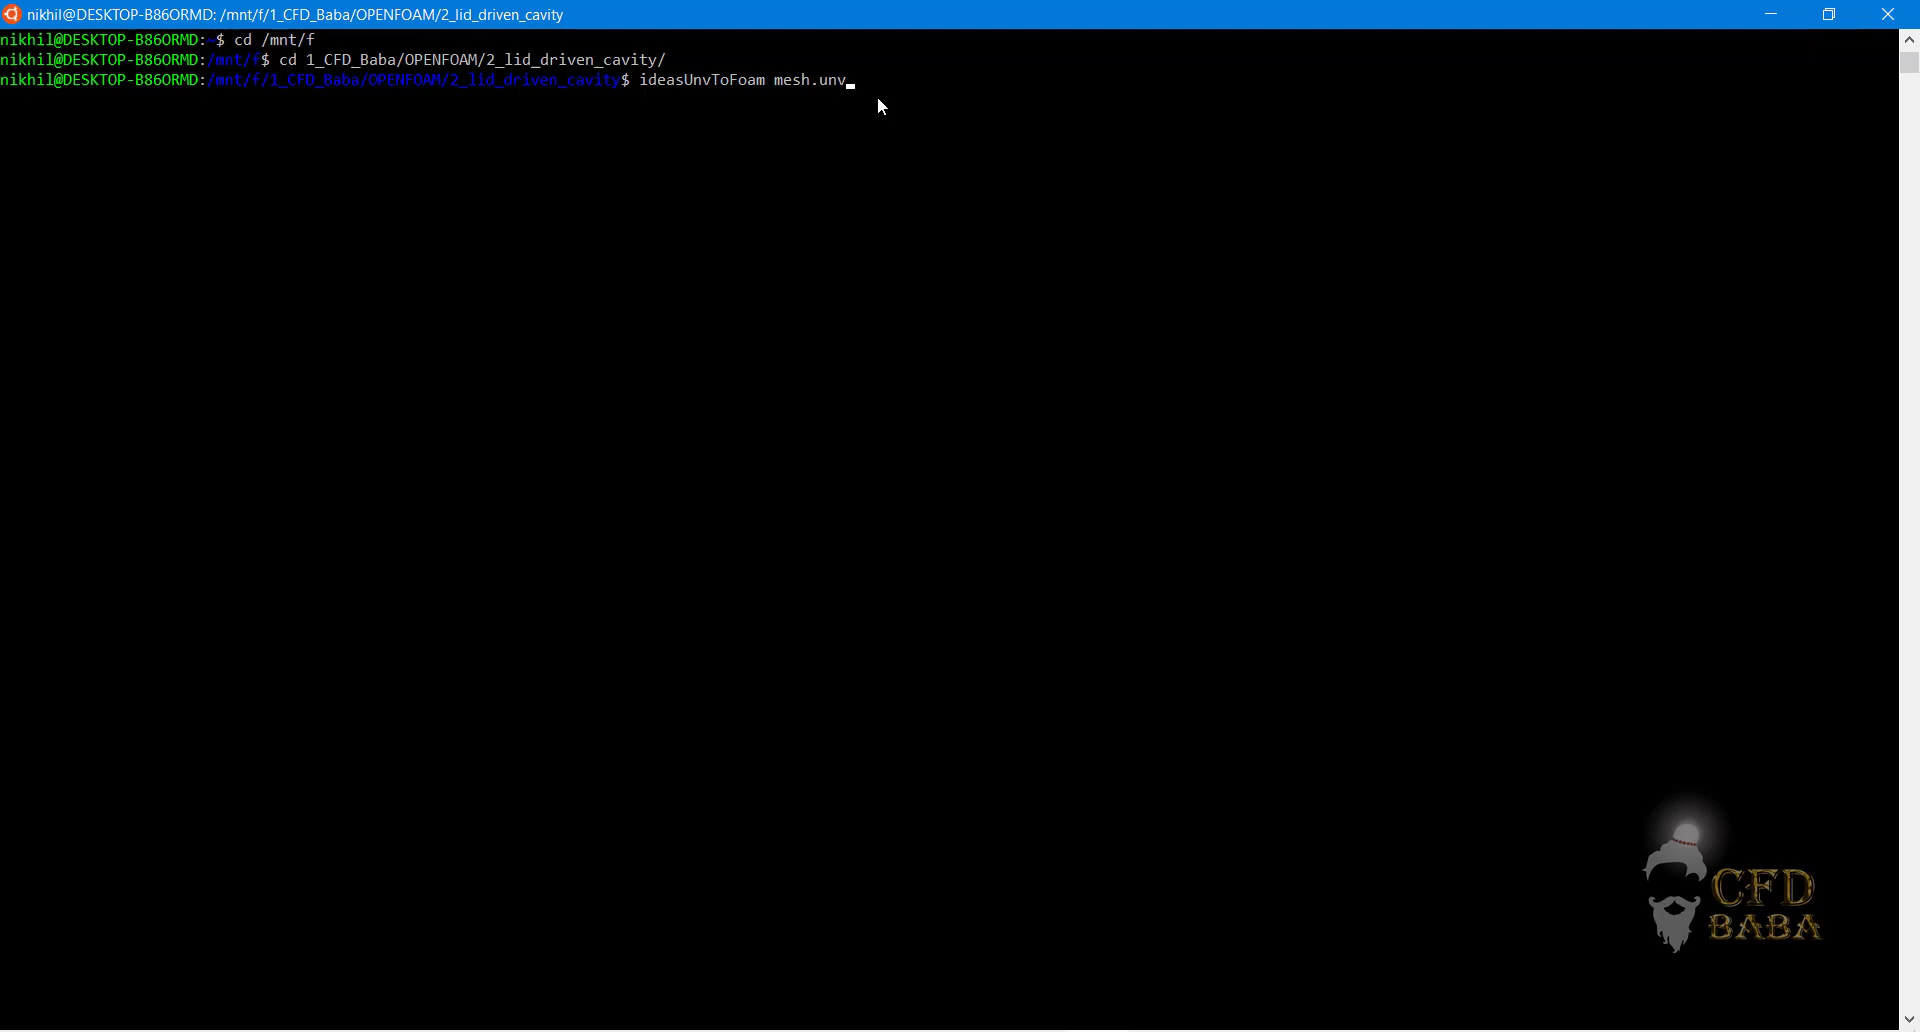 nikhil@DESKTOP-B86ORMD: /mnt/f/1_CFD_Baba/OPENFOAM/2_lid_driven_cavity
nikhil@DESKTOP-B86ORMD:~$ cd /mnt/f
nikhil@DESKTOP-B86ORMD:/mnt/f$ cd 1_CFD_Baba/OPENFOAM/2_lid_driven_cavity/
nikhil@DESKTOP-B86ORMD:/mnt/f/1_CFD_Baba/OPENFOAM/2_lid_driven_cavity$ ideasUnvToFoam mesh.unv
CFD
BABA